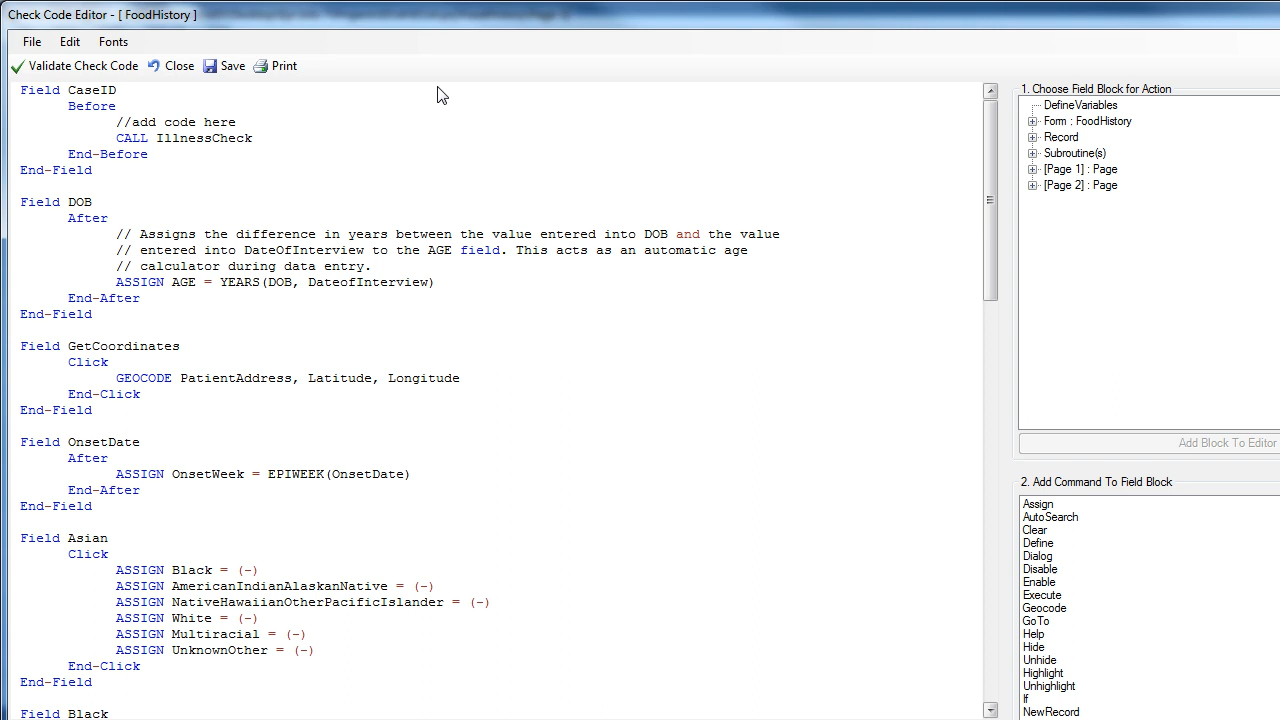 Check Code Editor - [ FoodHistory ]
File Edit Fonts
Validate Check Code Close Save Print
Field CaseID
Before
//add code here
CALL IllnessCheck
End-Before
End-Field
Field DOB
After
// Assigns the difference in years between the value entered into DOB and the value
// entered into DateOfInterview to the AGE field. This acts as an automatic age
// calculator during data entry.
ASSIGN AGE = YEARS(DOB, DateofInterview)
End-After
End-Field
Field GetCoordinates
Click
GEOCODE PatientAddress, Latitude, Longitude
End-Click
End-Field
Field OnsetDate
After
ASSIGN OnsetWeek = EPIWEEK(OnsetDate)
End-After
End-Field
Field Asian
Click
ASSIGN Black = (-)
ASSIGN AmericanIndianAlaskanNative = (-)
ASSIGN NativeHawaiianOtherPacificIslander = (-)
ASSIGN White = (-)
ASSIGN Multiracial = (-)
ASSIGN UnknownOther = (-)
End-Click
End-Field
Field Black
1. Choose Field Block for Action
DefineVariables
Form : FoodHistory
Record
Subroutine(s)
[Page 1] : Page
[Page 2] : Page
Add Block To Editor
2. Add Command To Field Block
Assign
AutoSearch
Clear
Define
Dialog
Disable
Enable
Execute
Geocode
GoTo
Help
Hide
Unhide
Highlight
Unhighlight
If
NewRecord